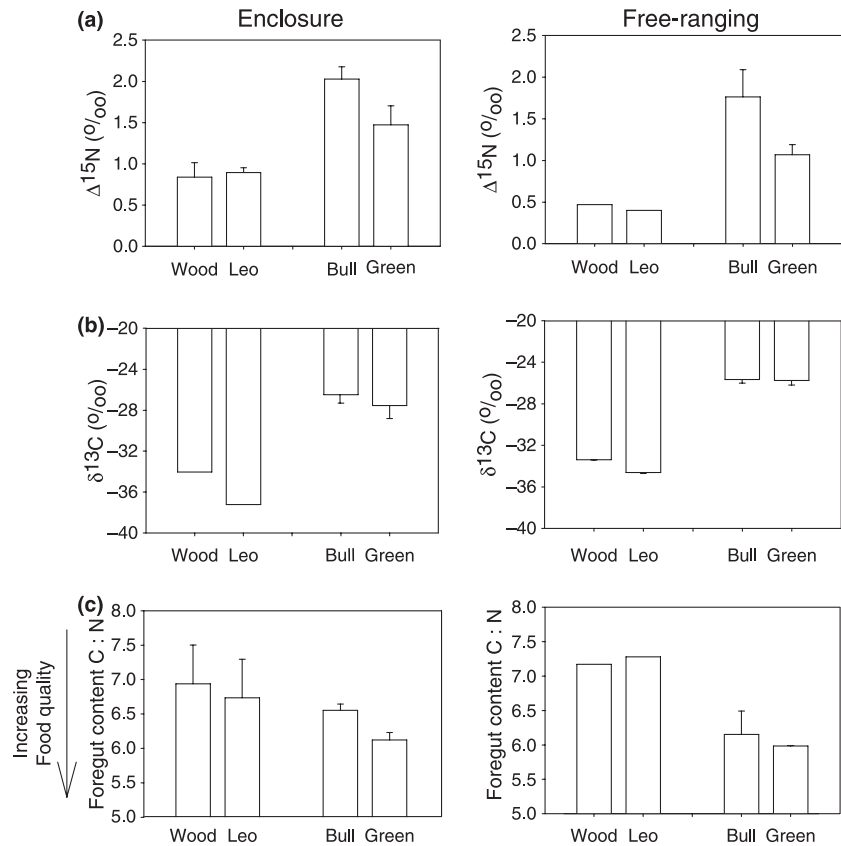 Enclosure
Free-ranging
(a)
Δ15N (o/oo)
2.5
2.0
1.5
1.0
0.5
0.0
Wood Leo Bull Green
Δ15N (o/oo)
2.5
2.0
1.5
1.0
0.5
0.0
Wood Leo Bull Green
(b)
δ13C (o/oo)
–20
–24
–28
–32
–36
–40
Wood Leo Bull Green
δ13C (o/oo)
–20
–24
–28
–32
–36
–40
Wood Leo Bull Green
(c)
Increasing
Food quality
Foregut content C : N
8.0
7.5
7.0
6.5
6.0
5.5
5.0
Wood Leo Bull Green
Foregut content C : N
8.0
7.5
7.0
6.5
6.0
5.5
5.0
Wood Leo Bull Green